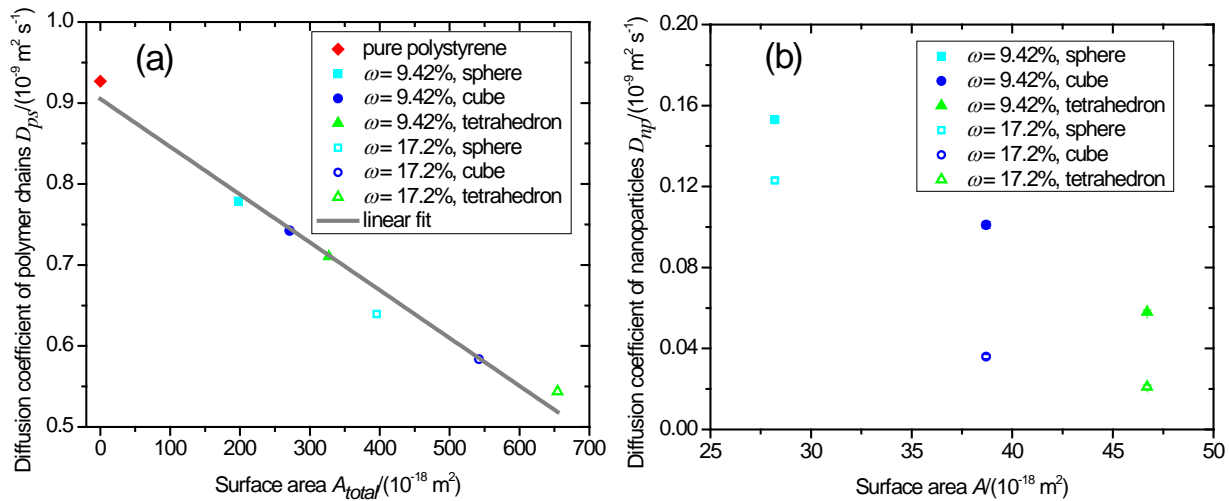 (a)
Diffusion coefficient of polymer chains D_ps/(10^-9 m^2 s^-1)
1.0
0.9
0.8
0.7
0.6
0.5
pure polystyrene
ω= 9.42%, sphere
ω= 9.42%, cube
ω= 9.42%, tetrahedron
ω= 17.2%, sphere
ω= 17.2%, cube
ω= 17.2%, tetrahedron
linear fit
0 100 200 300 400 500 600 700
Surface area A_total/(10^-18 m^2)
(b)
Diffusion coefficient of nanoparticles D_np/(10^-9 m^2 s^-1)
0.20
0.16
0.12
0.08
0.04
0.00
ω= 9.42%, sphere
ω= 9.42%, cube
ω= 9.42%, tetrahedron
ω= 17.2%, sphere
ω= 17.2%, cube
ω= 17.2%, tetrahedron
25 30 35 40 45 50
Surface area A/(10^-18 m^2)